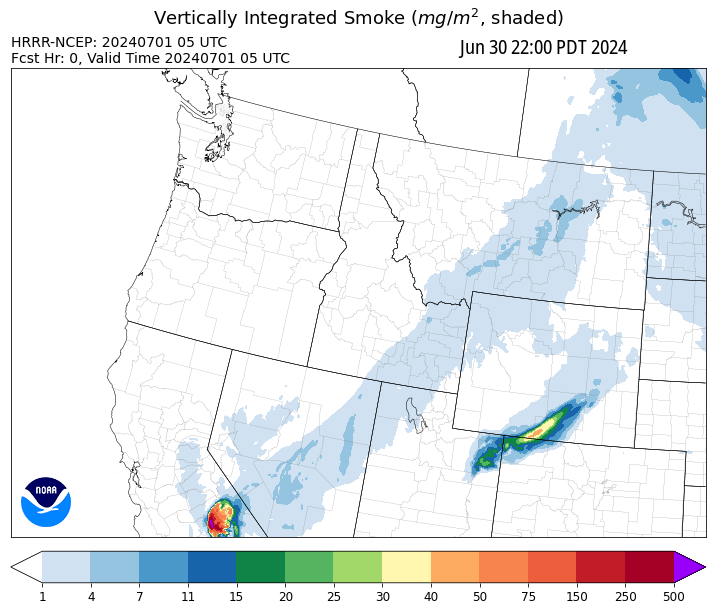 Vertically Integrated Smoke (mg/m², shaded)
HRRR-NCEP: 20240701 05 UTC
Fcst Hr: 0, Valid Time 20240701 05 UTC
Jun 30 22:00 PDT 2024
NOAA
1 4 7 11 15 20 25 30 40 50 75 150 250 500